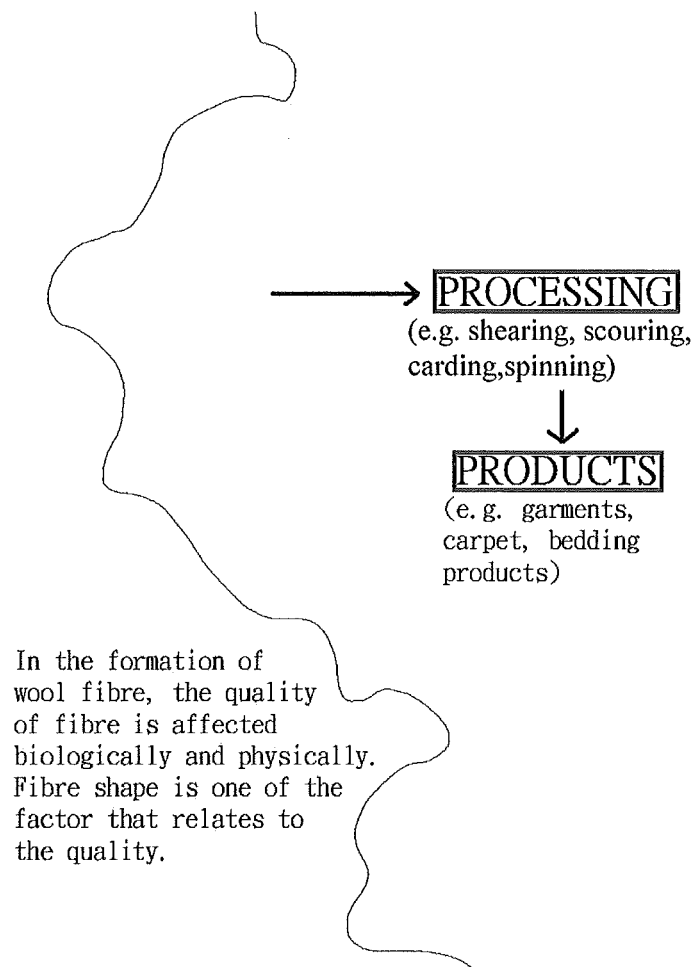 PROCESSING
(e.g. shearing, scouring,
carding,spinning)
PRODUCTS
(e.g. garments,
carpet, bedding
products)
In the formation of
wool fibre, the quality
of fibre is affected
biologically and physically.
Fibre shape is one of the
factor that relates to
the quality.